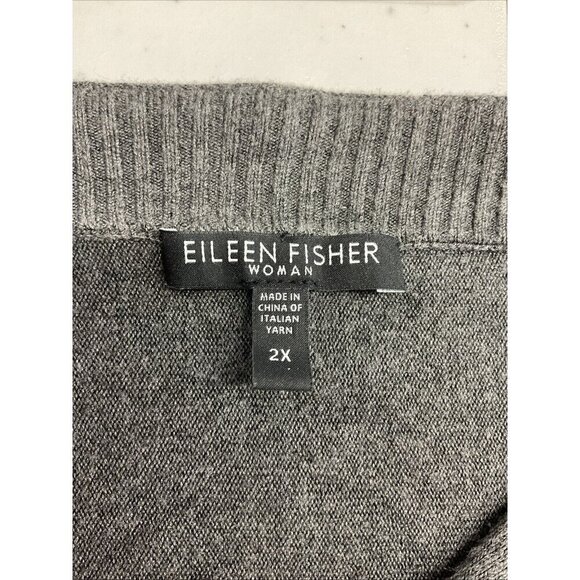 EILEEN FISHER
WOMAN
MADE IN
CHINA OF
ITALIAN
YARN
2X